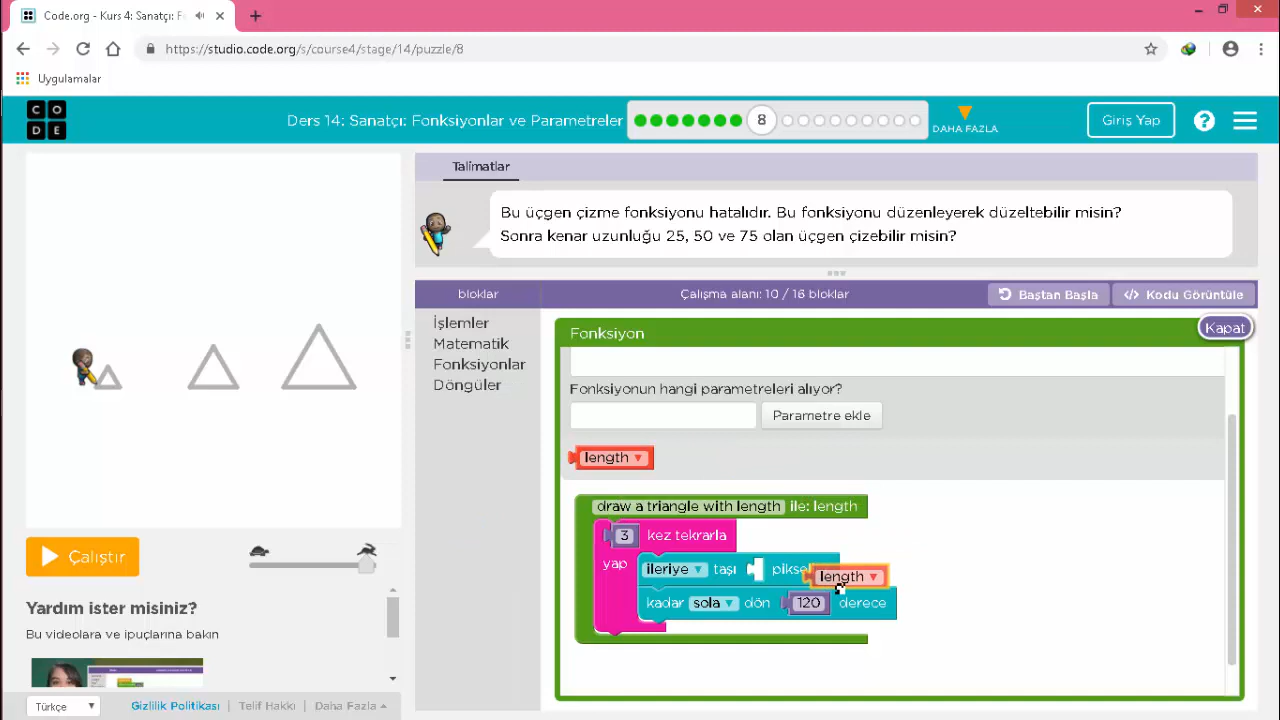 Code.org - Kurs 4: Sanatçı: F
https://studio.code.org/s/course4/stage/14/puzzle/8
Uygulamalar
C O
D E
Ders 14: Sanatçı: Fonksiyonlar ve Parametreler
8
DAHA FAZLA
Giriş Yap
?
Talimatlar
Bu üçgen çizme fonksiyonu hatalıdır. Bu fonksiyonu düzenleyerek düzeltebilir misin?
Sonra kenar uzunluğu 25, 50 ve 75 olan üçgen çizebilir misin?
bloklar
Çalışma alanı: 10 / 16 bloklar
Baştan Başla
</> Kodu Görüntüle
İşlemler
Matematik
Fonksiyonlar
Döngüler
Fonksiyon
Kapat
Fonksiyonun hangi parametreleri alıyor?
Parametre ekle
length
draw a triangle with length ile: length
3 kez tekrarla
yap
ileriye taşı piksel
length
kadar sola dön 120 derece
Çalıştır
Yardım ister misiniz?
Bu videolara ve ipuçlarına bakın
Türkçe
Gizlilik Politikası
Telif Hakkı
Daha Fazla